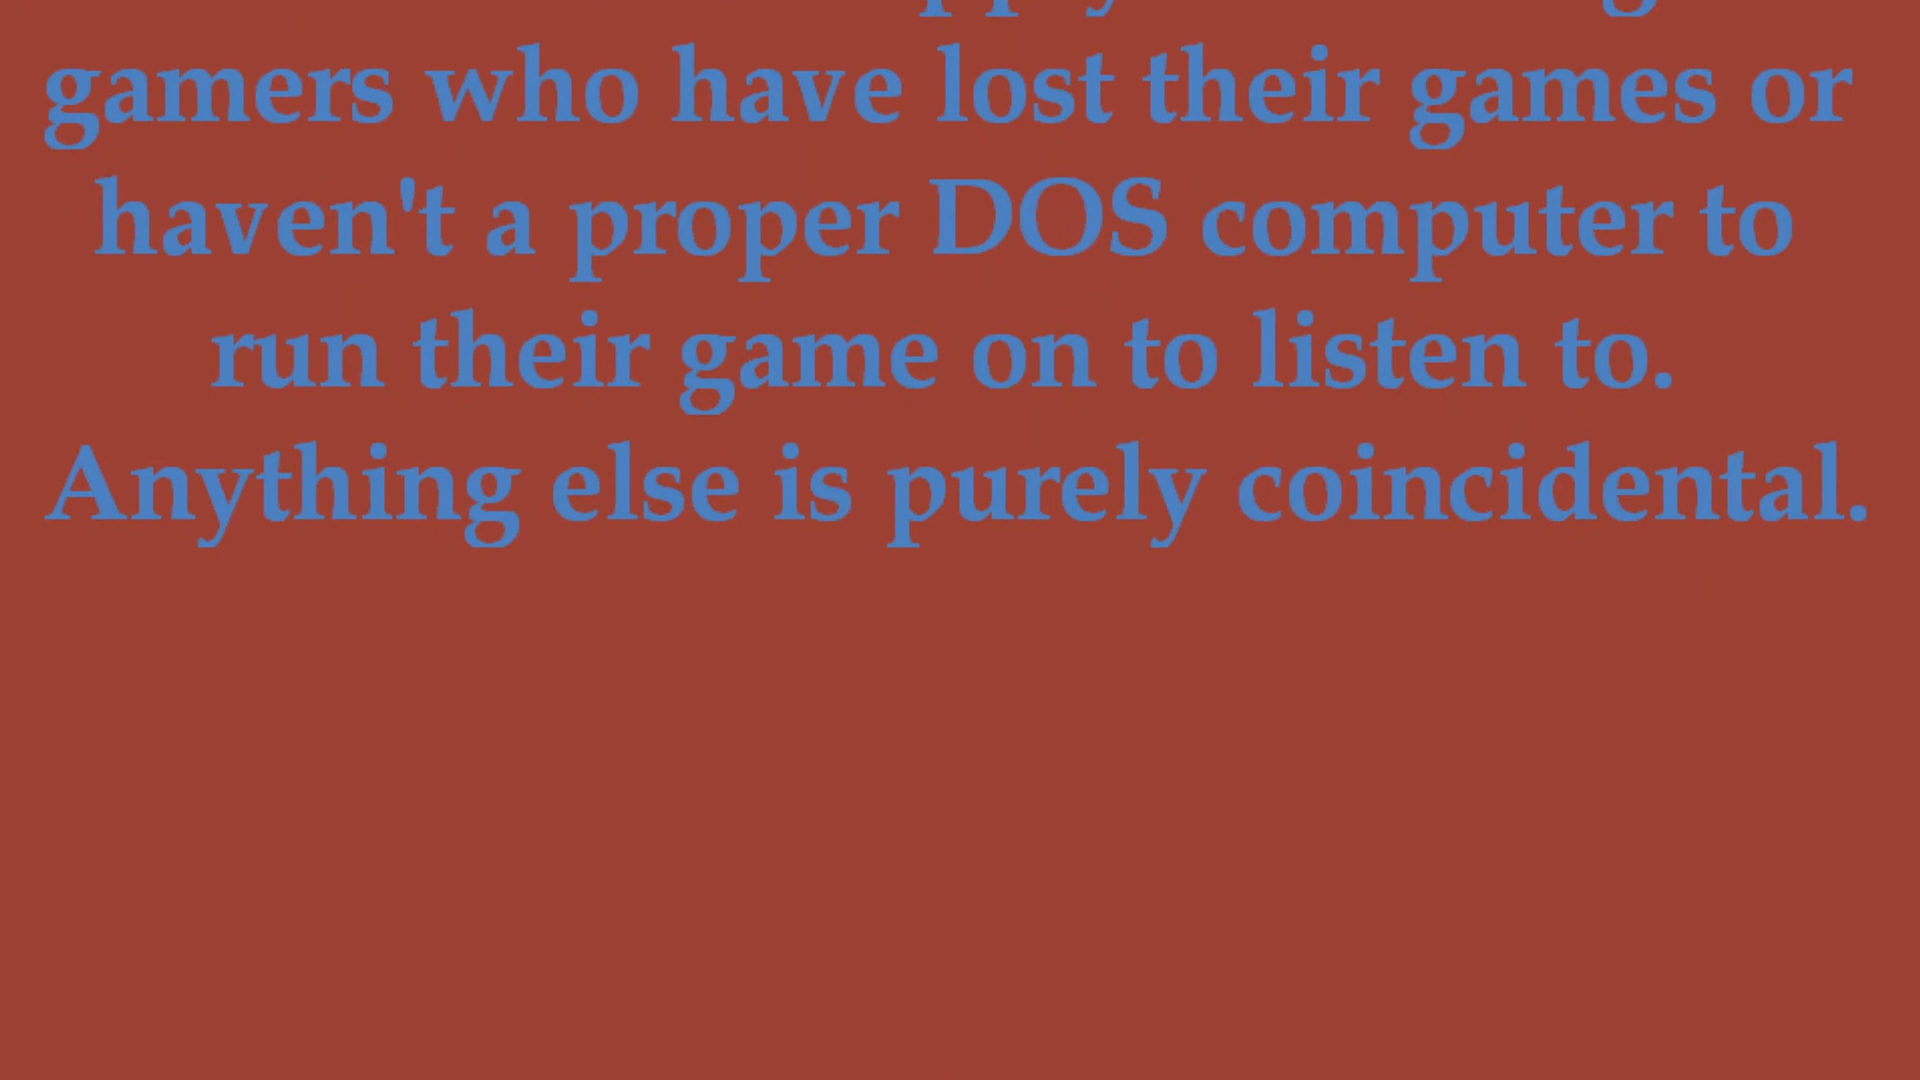 gamers who have lost their games or
haven't a proper DOS computer to
run their game on to listen to.
Anything else is purely coincidental.